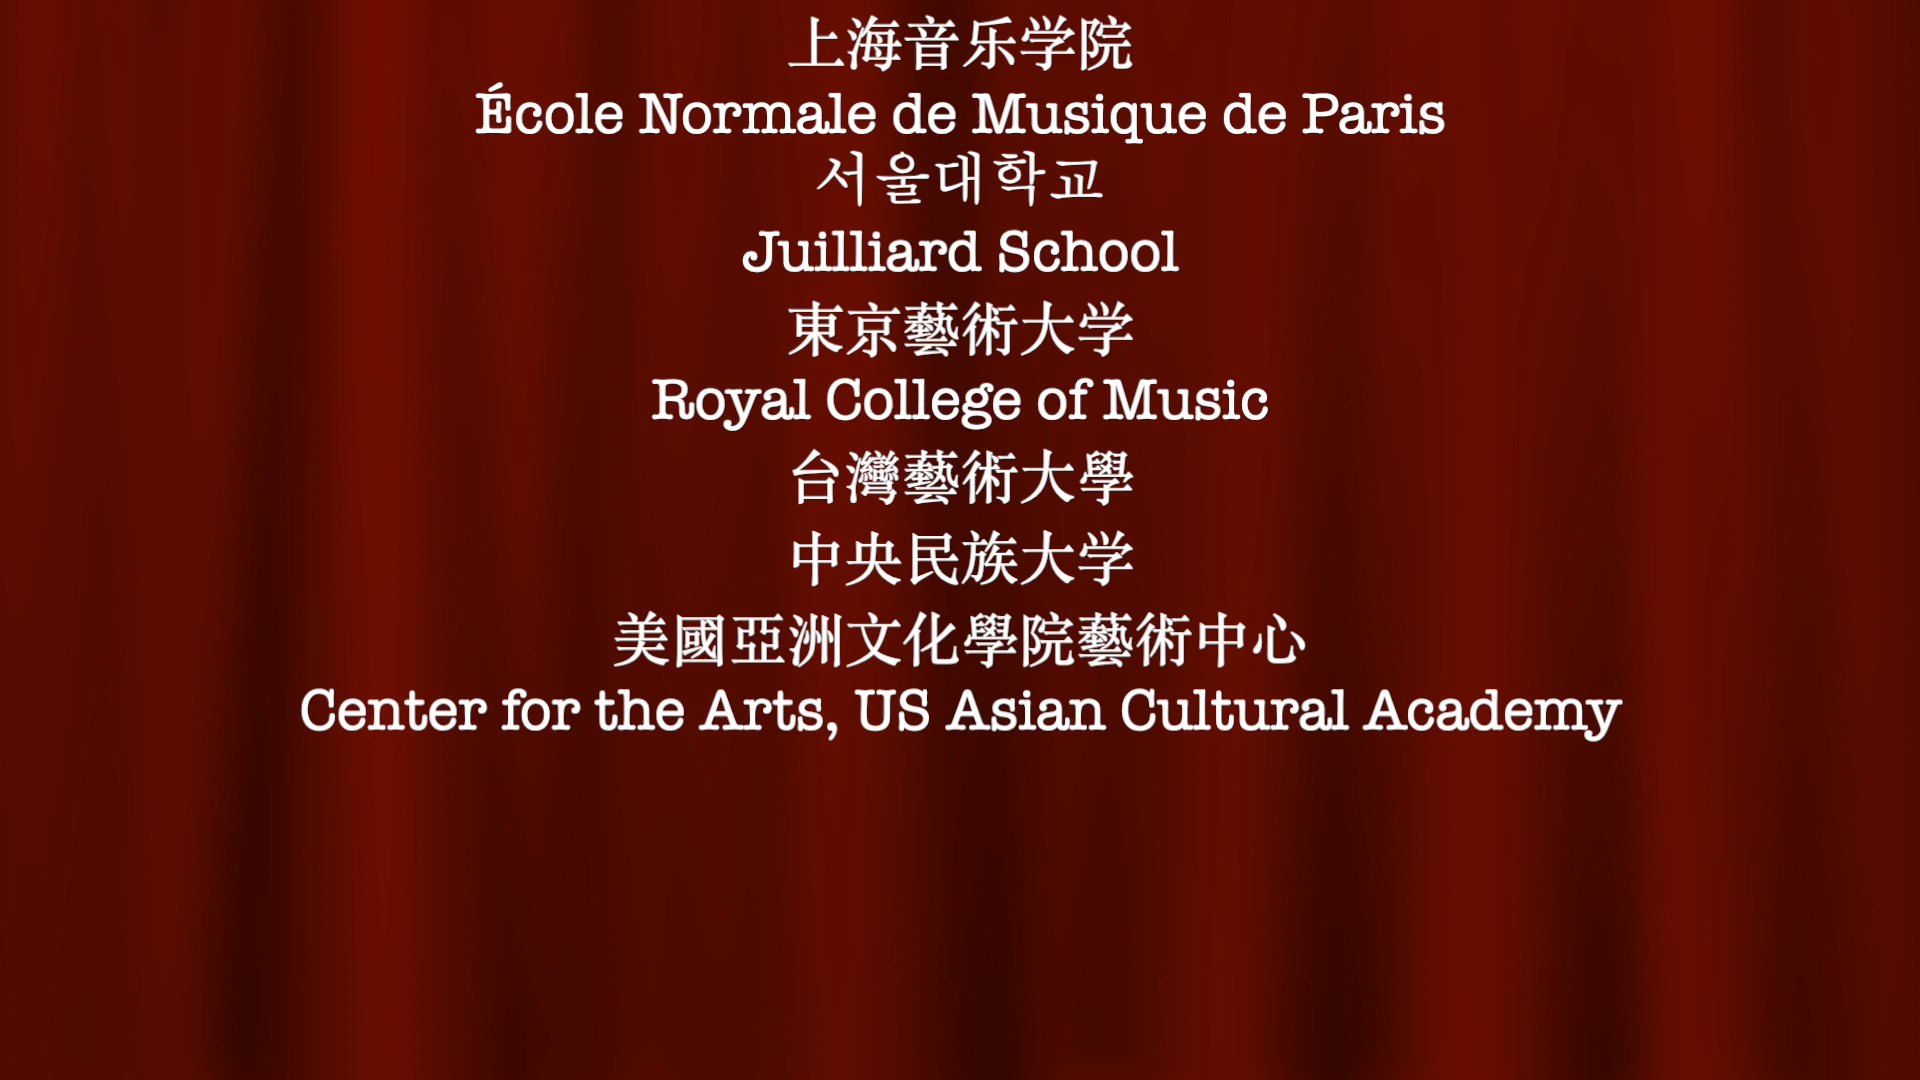 上海音乐学院
École Normale de Musique de Paris
서울대학교
Juilliard School
東京藝術大学
Royal College of Music
台灣藝術大學
中央民族大学
美國亞洲文化學院藝術中心
Center for the Arts, US Asian Cultural Academy